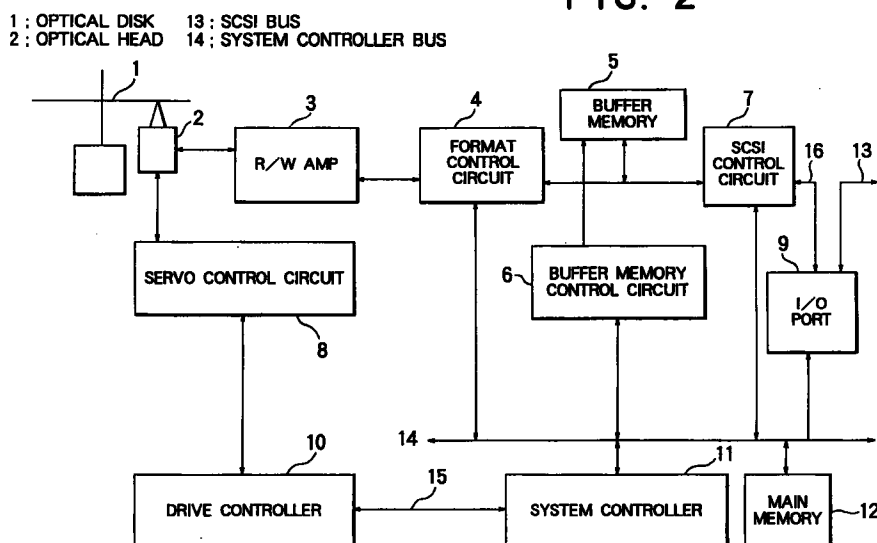 FIG. 2
1 ; OPTICAL DISK 13 ; SCSI BUS
2 ; OPTICAL HEAD 14 ; SYSTEM CONTROLLER BUS
1
2
3
R/W AMP
4
FORMAT
CONTROL
CIRCUIT
5
BUFFER
MEMORY
7
SCSI
CONTROL
CIRCUIT
16
13
SERVO CONTROL CIRCUIT
8
6
BUFFER MEMORY
CONTROL CIRCUIT
9
I/O
PORT
14
10
DRIVE CONTROLLER
15
11
SYSTEM CONTROLLER
MAIN
MEMORY
12